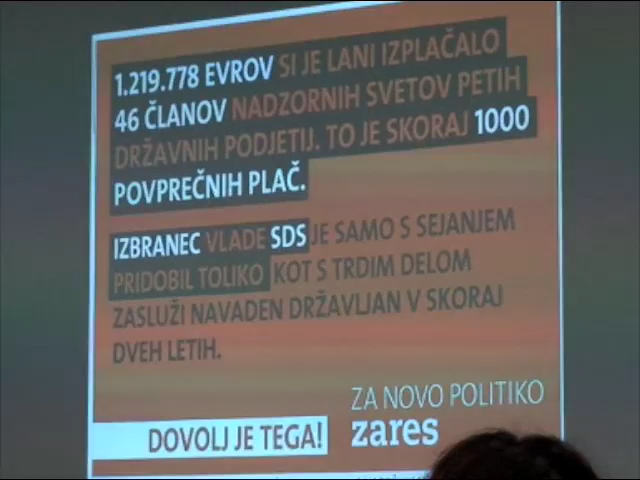 1.219.778 EVROV SI JE LANI IZPLAČALO
46 ČLANOV NADZORNIH SVETOV PETIH
DRŽAVNIH PODJETIJ. TO JE SKORAJ 1000
POVPREČNIH PLAČ.
IZBRANEC VLADE SDS JE SAMO S SEJANJEM
PRIDOBIL TOLIKO KOT S TRDIM DELOM
ZASLUŽI NAVADEN DRŽAVLJAN V SKORAJ
DVEH LETIH.
ZA NOVO POLITIKO
DOVOLJ JE TEGA! zares